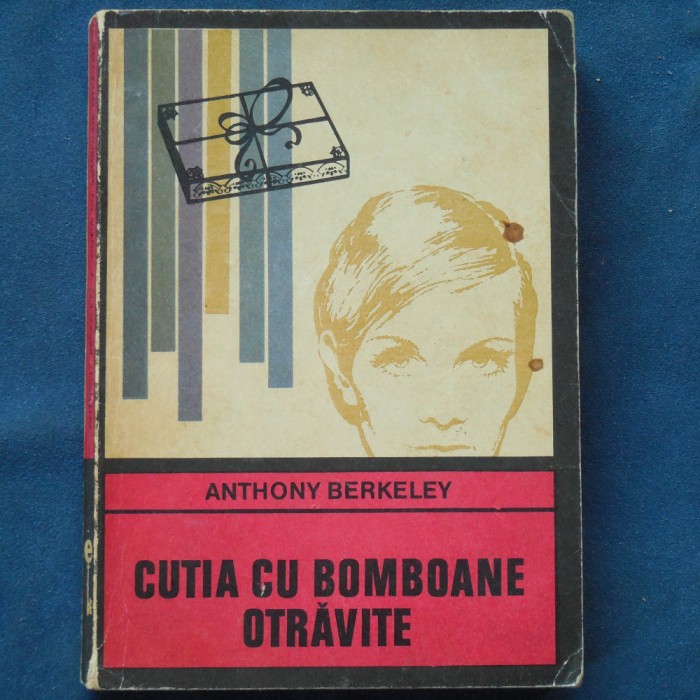 ANTHONY BERKELEY
CUTIA CU BOMBOANE
OTRĂVITE
e